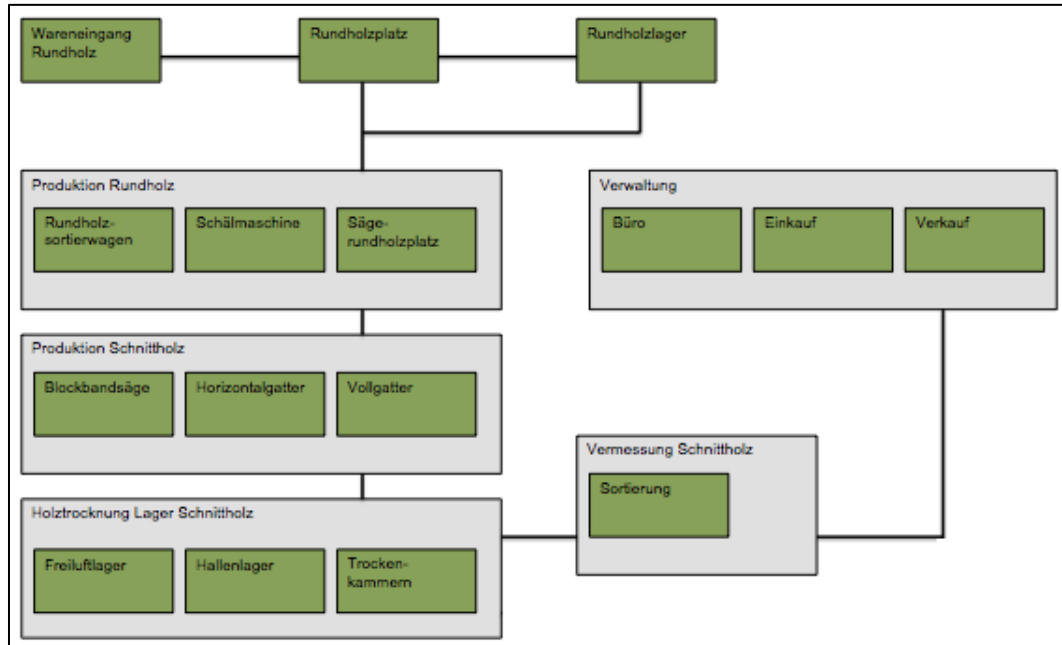 Wareneingang
Rundholz
Rundholzplatz
Rundholzlager
Produktion Rundholz
Rundholz-
sortierwagen
Schälmaschine
Säge-
rundholzplatz
Verwaltung
Büro
Einkauf
Verkauf
Produktion Schnittholz
Blockbandsäge
Horizontalgatter
Vollgatter
Vermessung Schnittholz
Sortierung
Holztrocknung Lager Schnittholz
Freiluftlager
Hallenlager
Trocken-
kammern